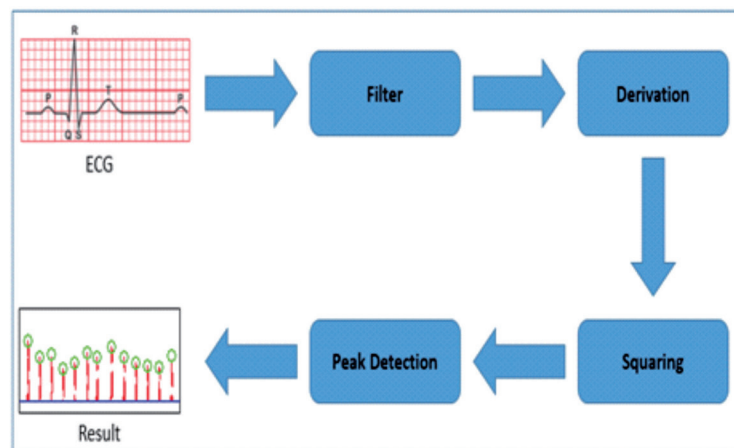 R
P
T
P
Q S
ECG
Filter
Derivation
Squaring
Peak Detection
Result